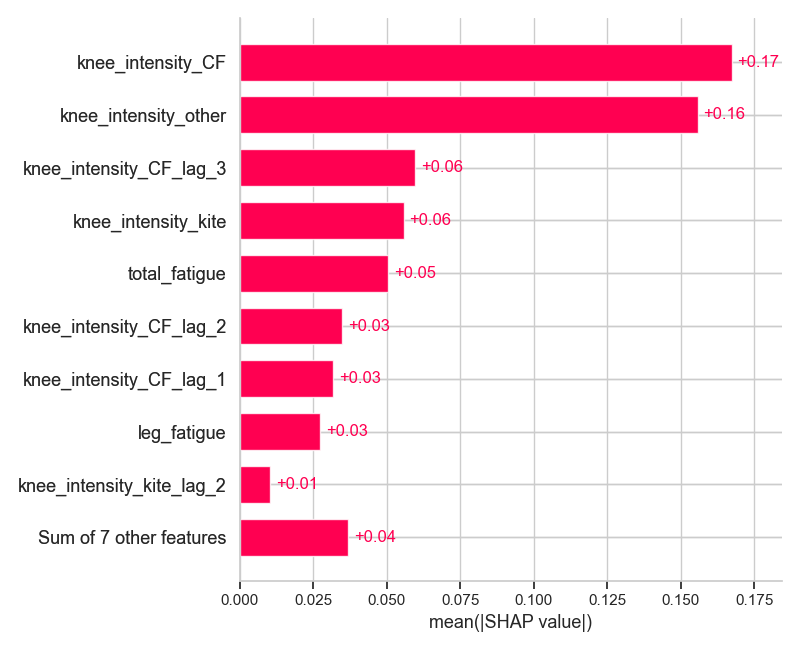 knee_intensity_CF +0.17
knee_intensity_other +0.16
knee_intensity_CF_lag_3 +0.06
knee_intensity_kite +0.06
total_fatigue +0.05
knee_intensity_CF_lag_2 +0.03
knee_intensity_CF_lag_1 +0.03
leg_fatigue +0.03
knee_intensity_kite_lag_2 +0.01
Sum of 7 other features +0.04
0.000 0.025 0.050 0.075 0.100 0.125 0.150 0.175
mean(|SHAP value|)